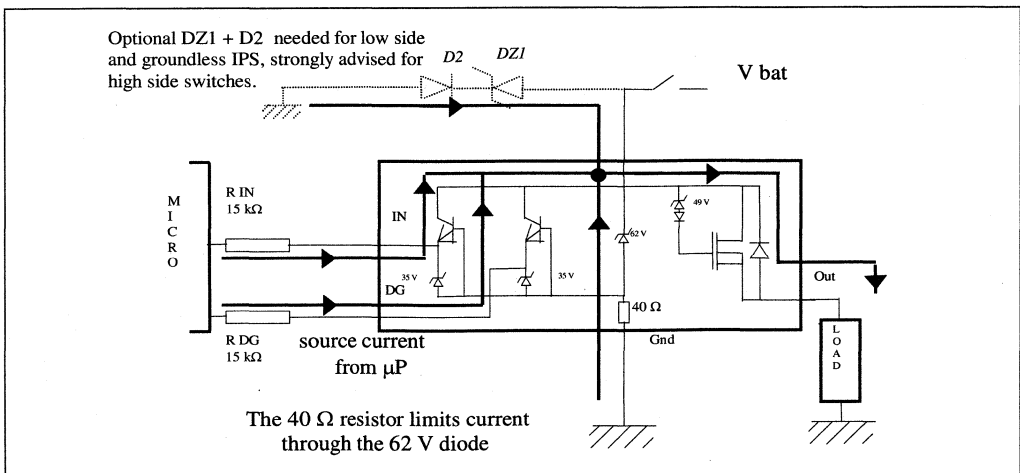 Optional DZ1 + D2 needed for low side
and groundless IPS, strongly advised for
high side switches.
D2
DZ1
V bat
MICRO
R IN
15 kΩ
IN
49 V
62 V
35 V
35 V
DG
Out
40 Ω
R DG
15 kΩ
source current
from µP
Gnd
LOAD
The 40 Ω resistor limits current
through the 62 V diode